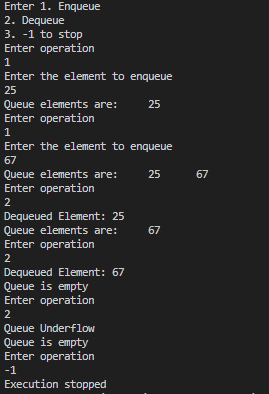 Enter 1. Enqueue
2. Dequeue
3. -1 to stop
Enter operation
1
Enter the element to enqueue
25
Queue elements are:     25
Enter operation
1
Enter the element to enqueue
67
Queue elements are:     25      67
Enter operation
2
Dequeued Element: 25
Queue elements are:     67
Enter operation
2
Dequeued Element: 67
Queue is empty
Enter operation
2
Queue Underflow
Queue is empty
Enter operation
-1
Execution stopped